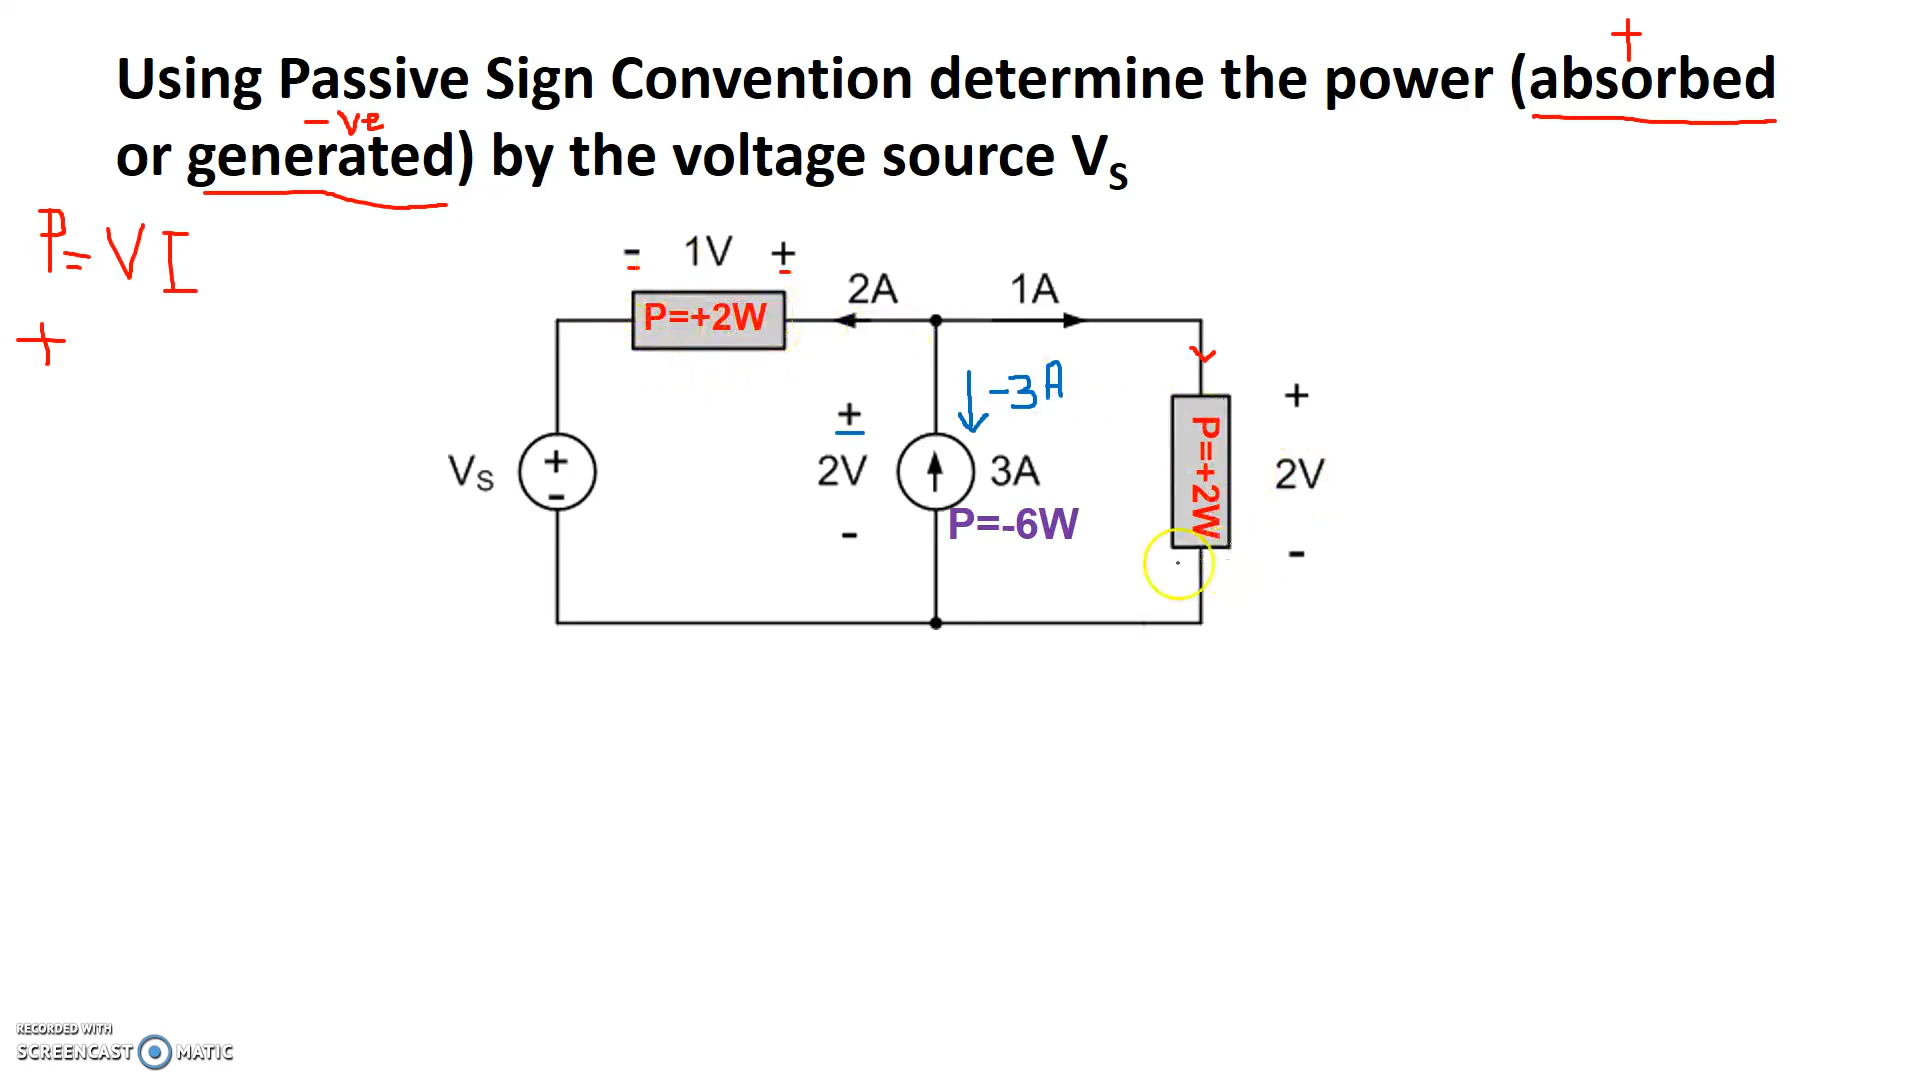 +
Using Passive Sign Convention determine the power (absorbed
-ve
or generated) by the voltage source VS
P= VI
+
- 1V +
2A 1A
P=+2W
-3A
+ +
VS + - 2V 3A P=+2W 2V
P=-6W
- -
RECORDED WITH
SCREENCAST MATIC